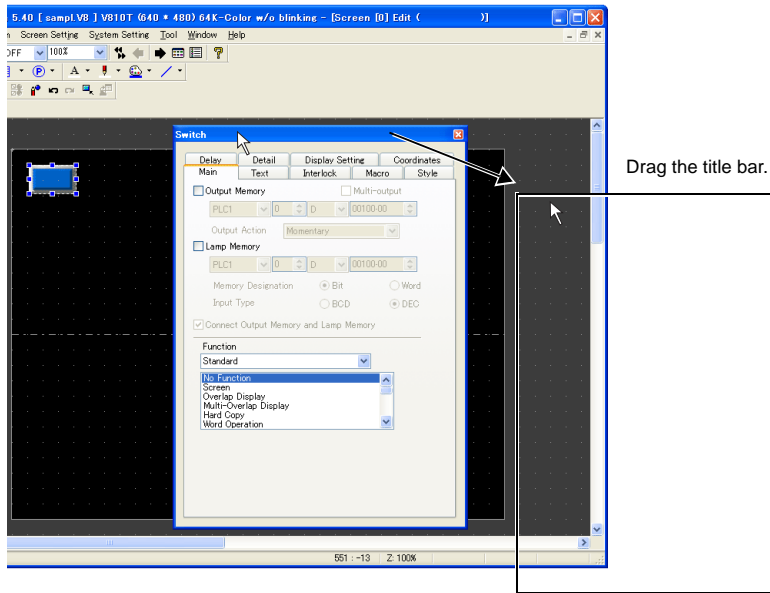 5.40 [ sampl.V8 ] V810T (640 * 480) 64K-Color w/o blinking - [Screen [0] Edit ( )]
Screen Setting System Setting Tool Window Help
OFF 100%
P A
Switch
Delay Detail Display Setting Coordinates
Main Text Interlock Macro Style
Output Memory Multi-output
PLC1 0 D 00100-00
Output Action Momentary
Lamp Memory
PLC1 0 D 00100-00
Memory Designation Bit Word
Input Type BCD DEC
Connect Output Memory and Lamp Memory
Function
Standard
No Function
Screen
Overlap Display
Multi-Overlap Display
Hard Copy
Word Operation
Drag the title bar.
551 : -13 Z: 100%